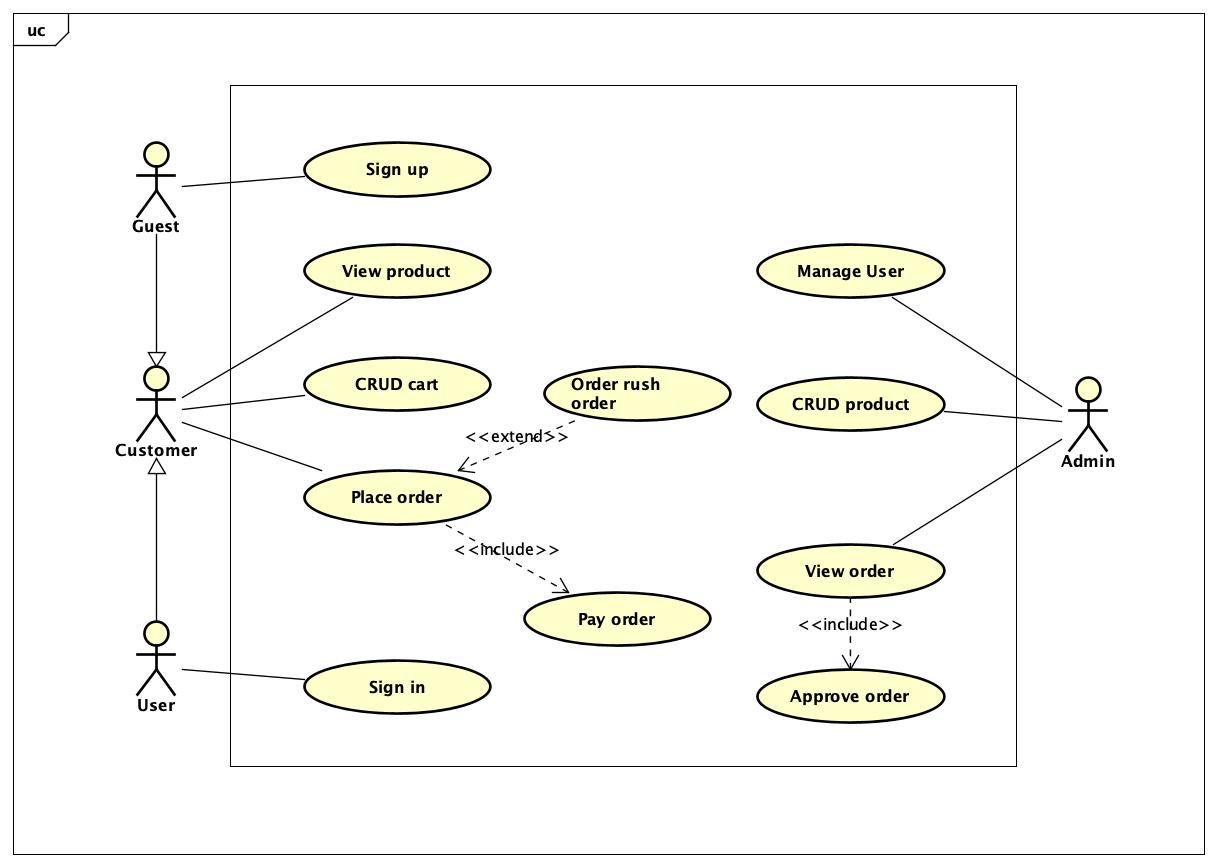 uc
Sign up
Guest
View product
Manage User
CRUD cart
Order rush
order
CRUD product
Customer
<<extend>>
Admin
Place order
<<include>>
View order
Pay order
<<include>>
Sign in
Approve order
User